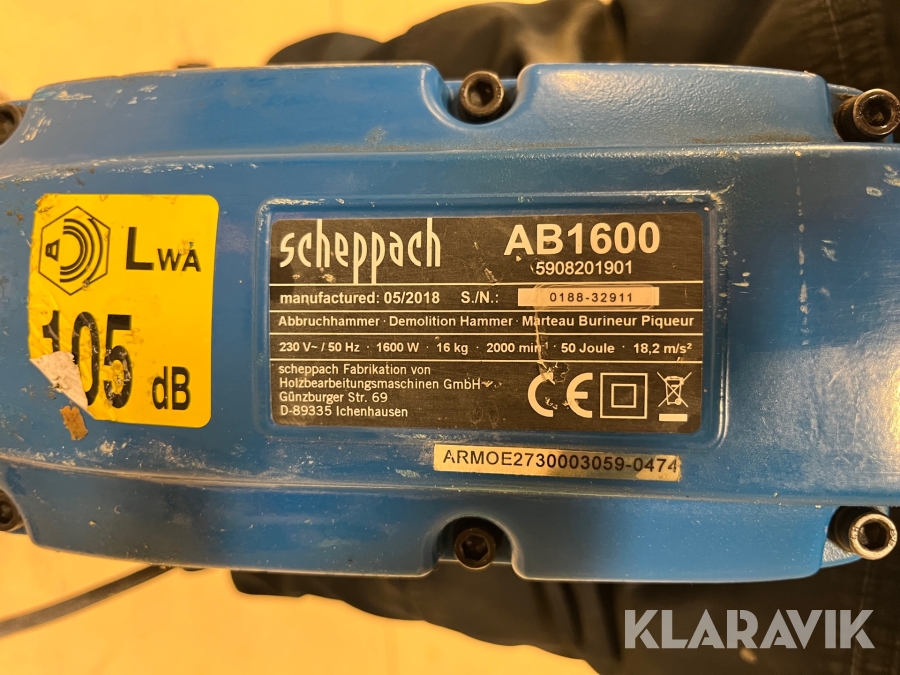 LWA
105
dB
scheppach
AB1600
5908201901
manufactured: 05/2018 S./N.: 0188-32911
Abbruchhammer · Demolition Hammer · Marteau Burineur Piqueur
230 V~ / 50 Hz · 1600 W 16 kg · 2000 min⁻¹ · 50 Joule · 18,2 m/s²
scheppach Fabrikation von
Holzbearbeitungsmaschinen GmbH
Günzburger Str. 69
D-89335 Ichenhausen
CE
ARMOE2730003059-0474
KLARAVIK